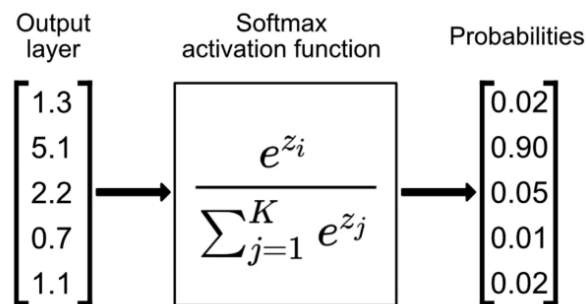 Output
layer
Softmax
activation function
Probabilities
1.3
5.1
2.2
0.7
1.1
e^{z_i}
∑_{j=1}^{K} e^{z_j}
0.02
0.90
0.05
0.01
0.02